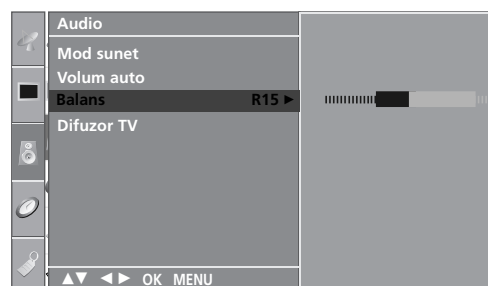 Audio
Mod sunet
Volum auto
Balans R15 ►
Difuzor TV
▲▼ ◄► OK MENU